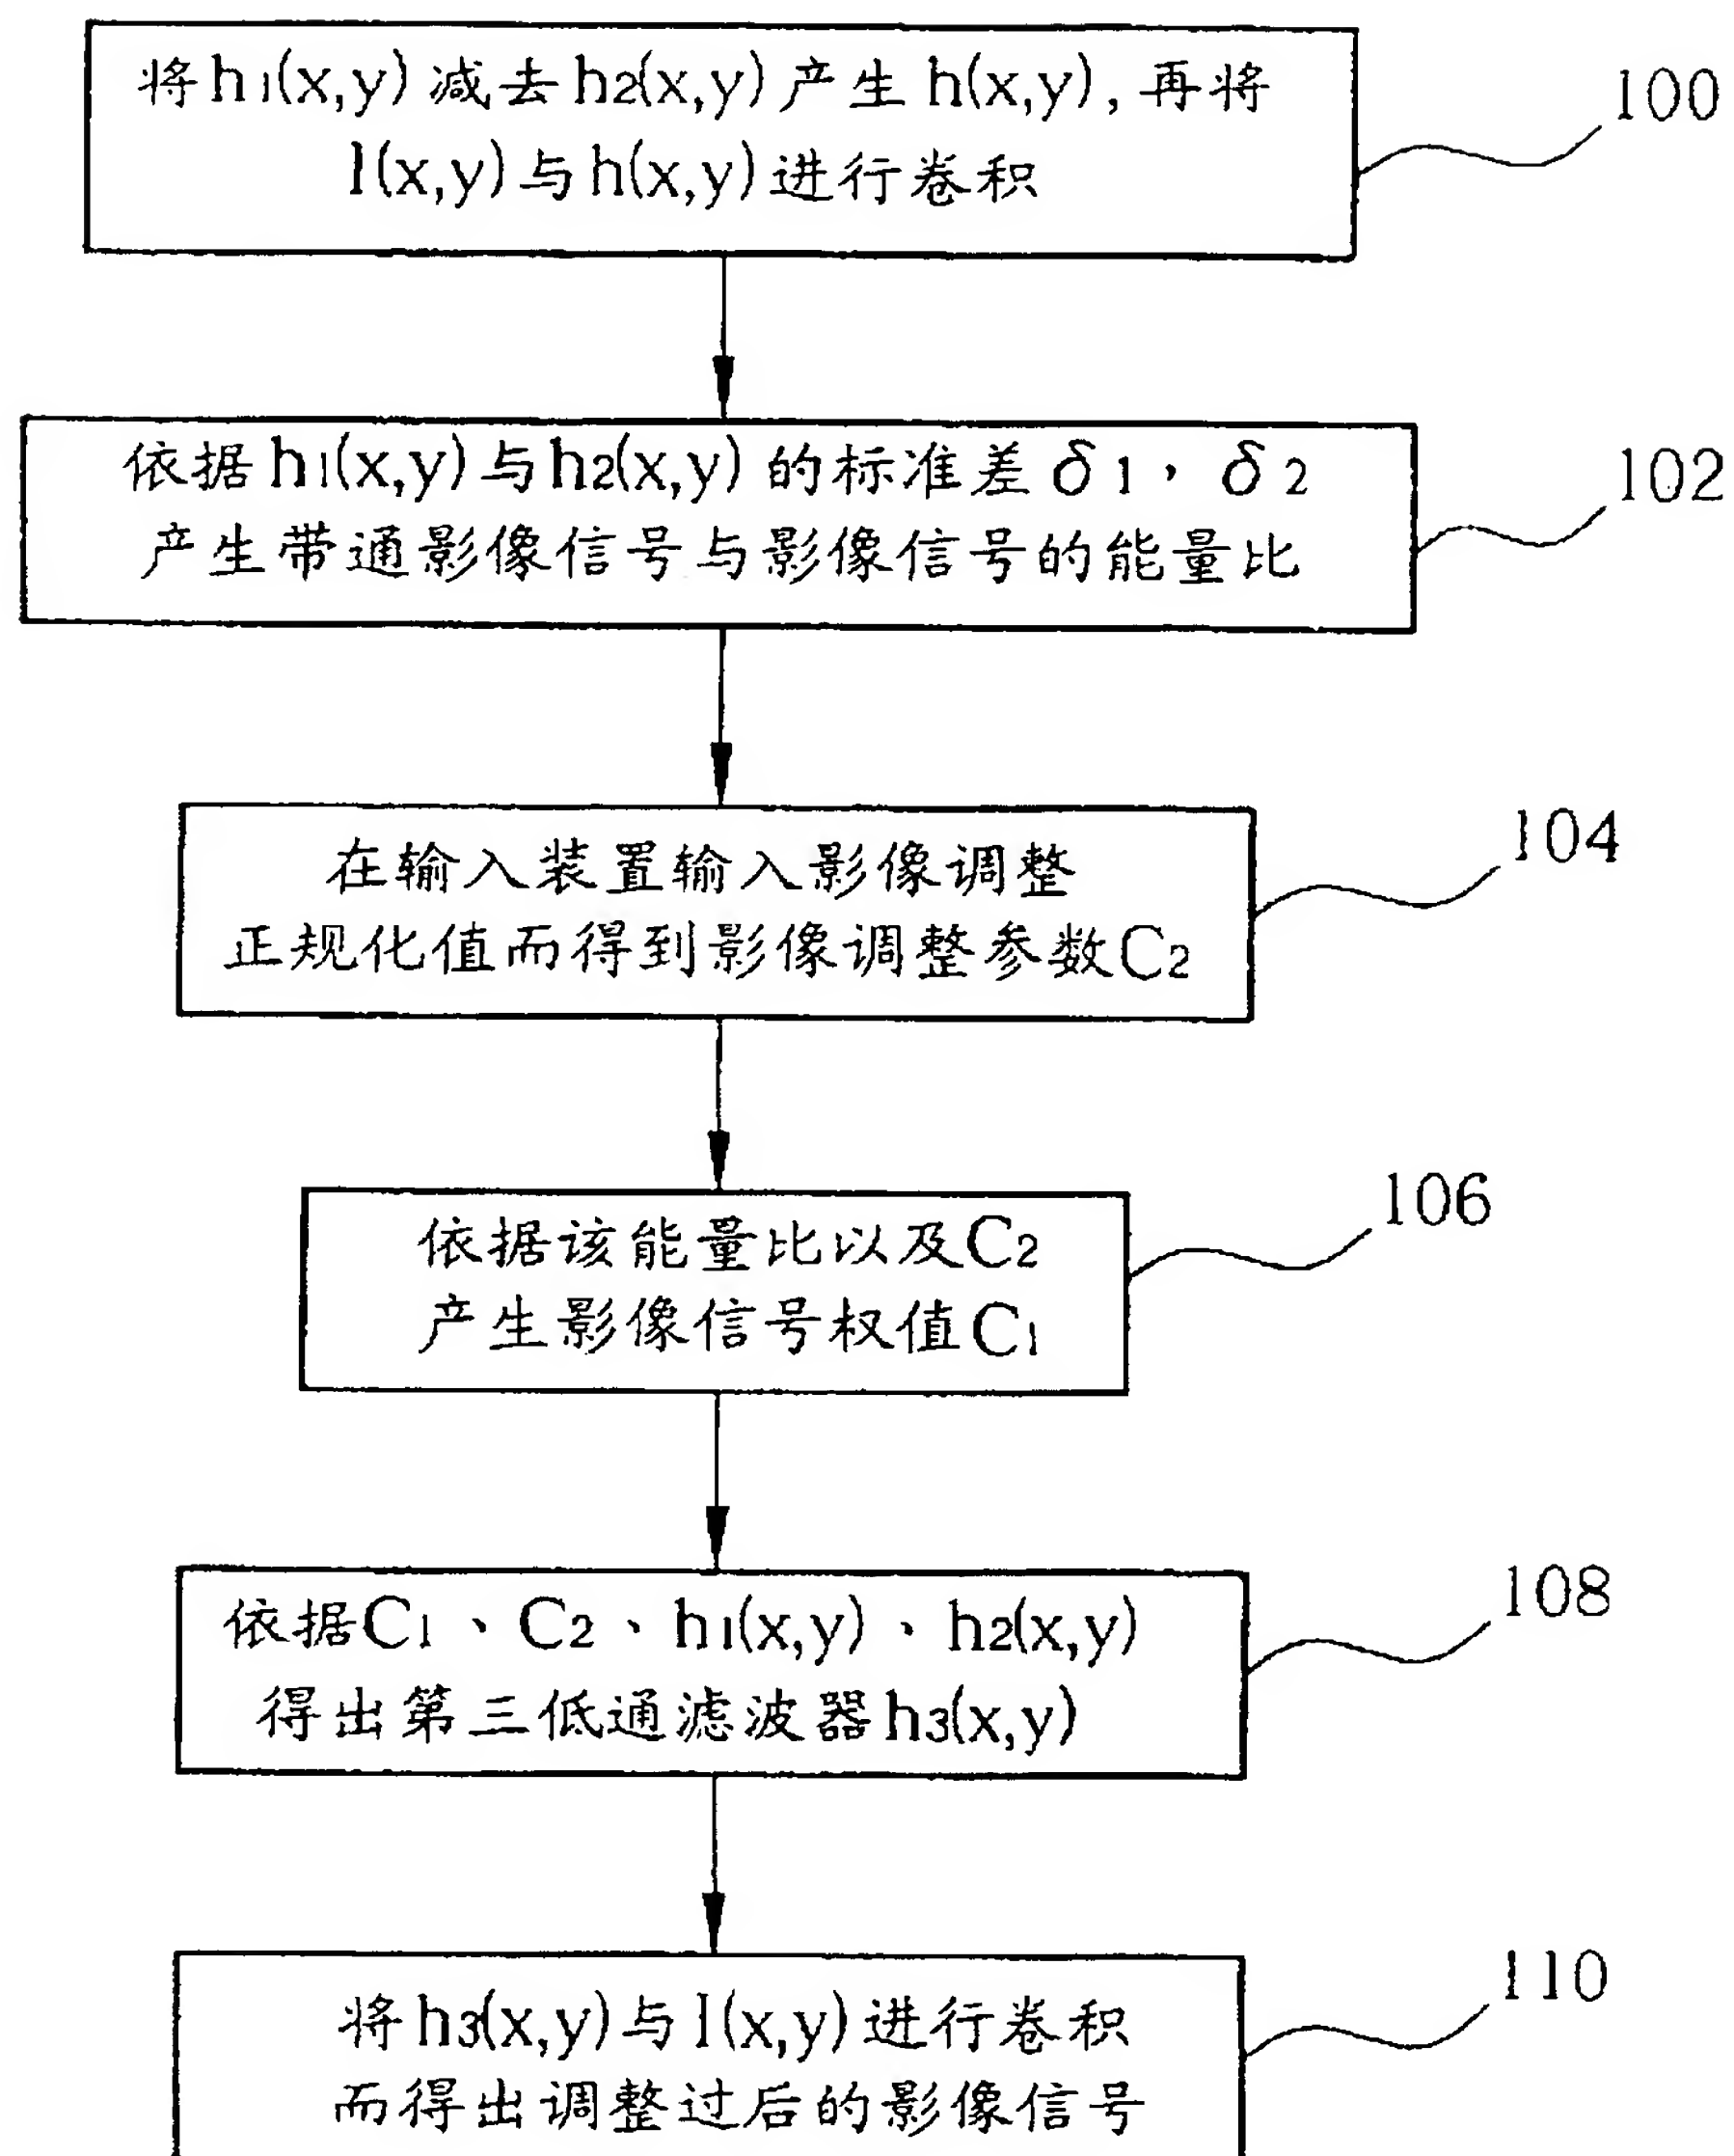 将h1(x,y)减去h2(x,y)产生h(x,y),再将
I(x,y)与h(x,y)进行卷积
100
依据h1(x,y)与h2(x,y)的标准差δ1，δ2
产生带通影像信号与影像信号的能量比
102
在输入装置输入影像调整
正规化值而得到影像调整参数C2
104
依据该能量比以及C2
产生影像信号权值C1
106
依据C1、C2、h1(x,y)、h2(x,y)
得出第三低通滤波器h3(x,y)
108
将h3(x,y)与I(x,y)进行卷积
而得出调整过后的影像信号
110